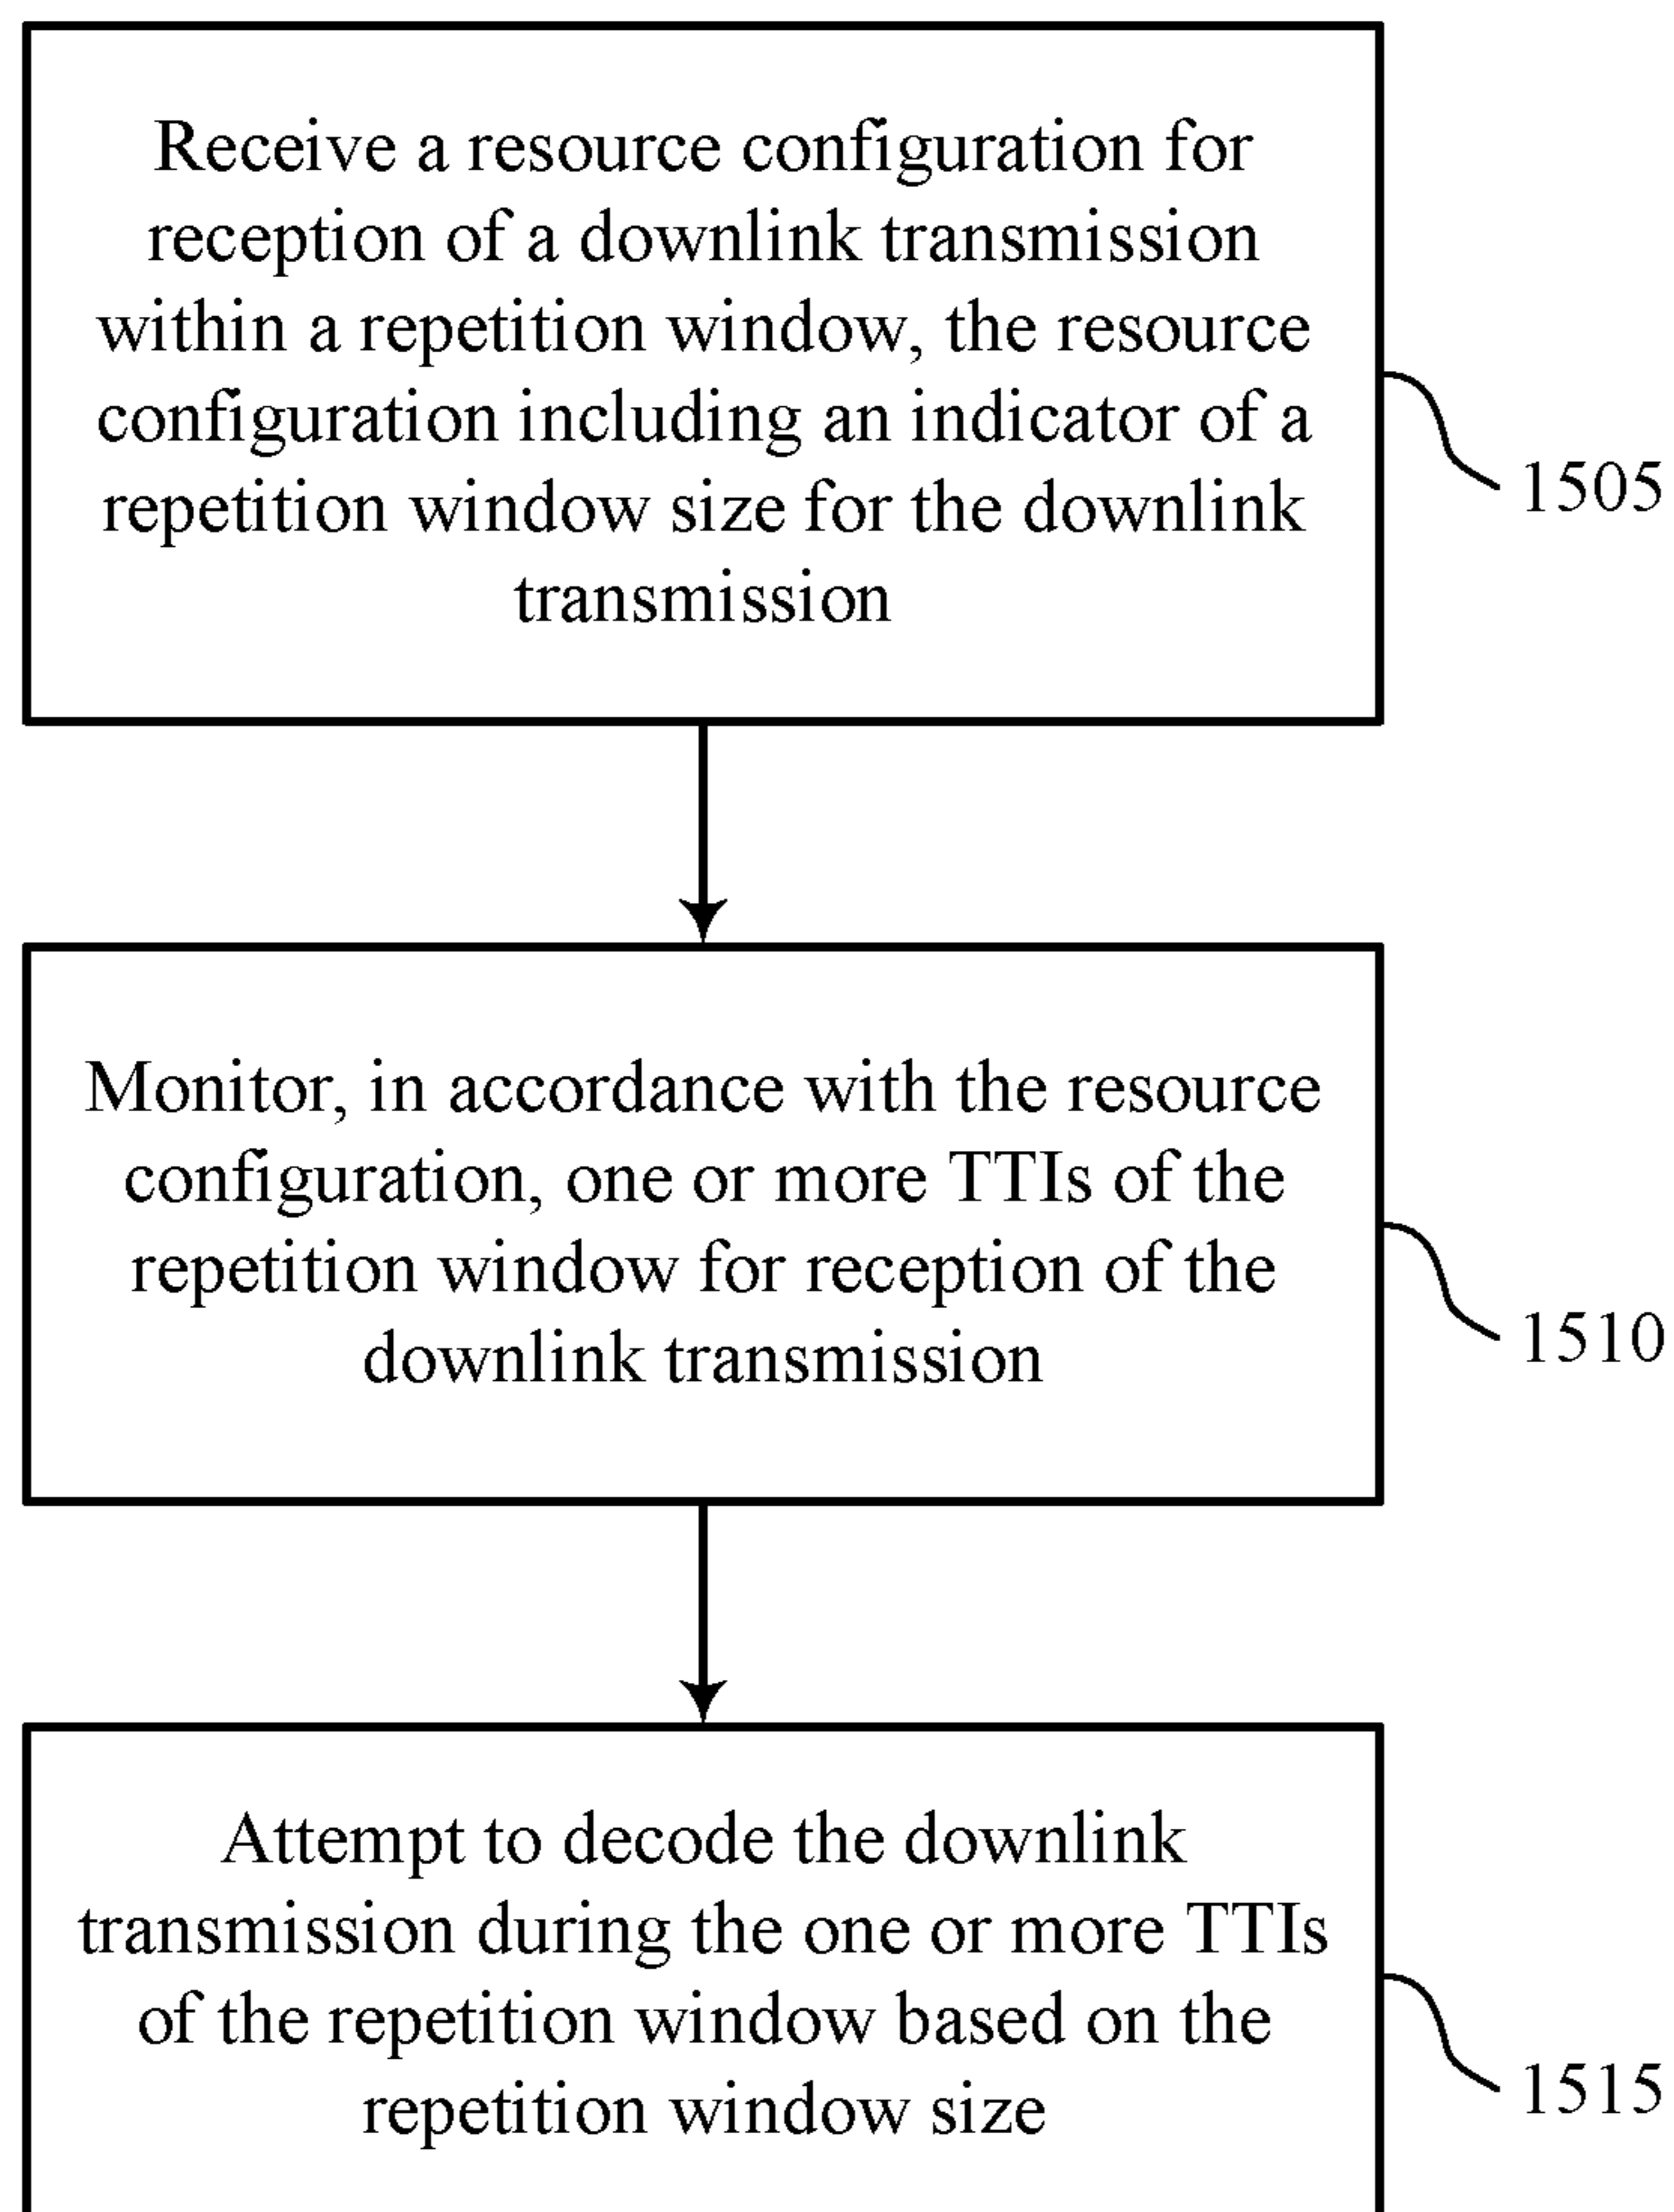 Receive a resource configuration for
reception of a downlink transmission
within a repetition window, the resource
configuration including an indicator of a
repetition window size for the downlink
transmission
1505
Monitor, in accordance with the resource
configuration, one or more TTIs of the
repetition window for reception of the
downlink transmission
1510
Attempt to decode the downlink
transmission during the one or more TTIs
of the repetition window based on the
repetition window size
1515